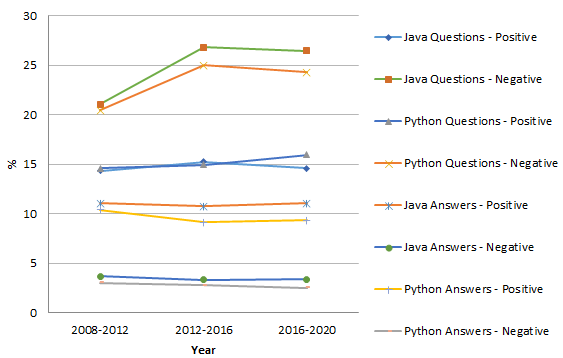 30
25
20
15
10
5
0
%
2008-2012
2012-2016
2016-2020
Year
Java Questions - Positive
Java Questions - Negative
Python Questions - Positive
Python Questions - Negative
Java Answers - Positive
Java Answers - Negative
Python Answers - Positive
Python Answers - Negative